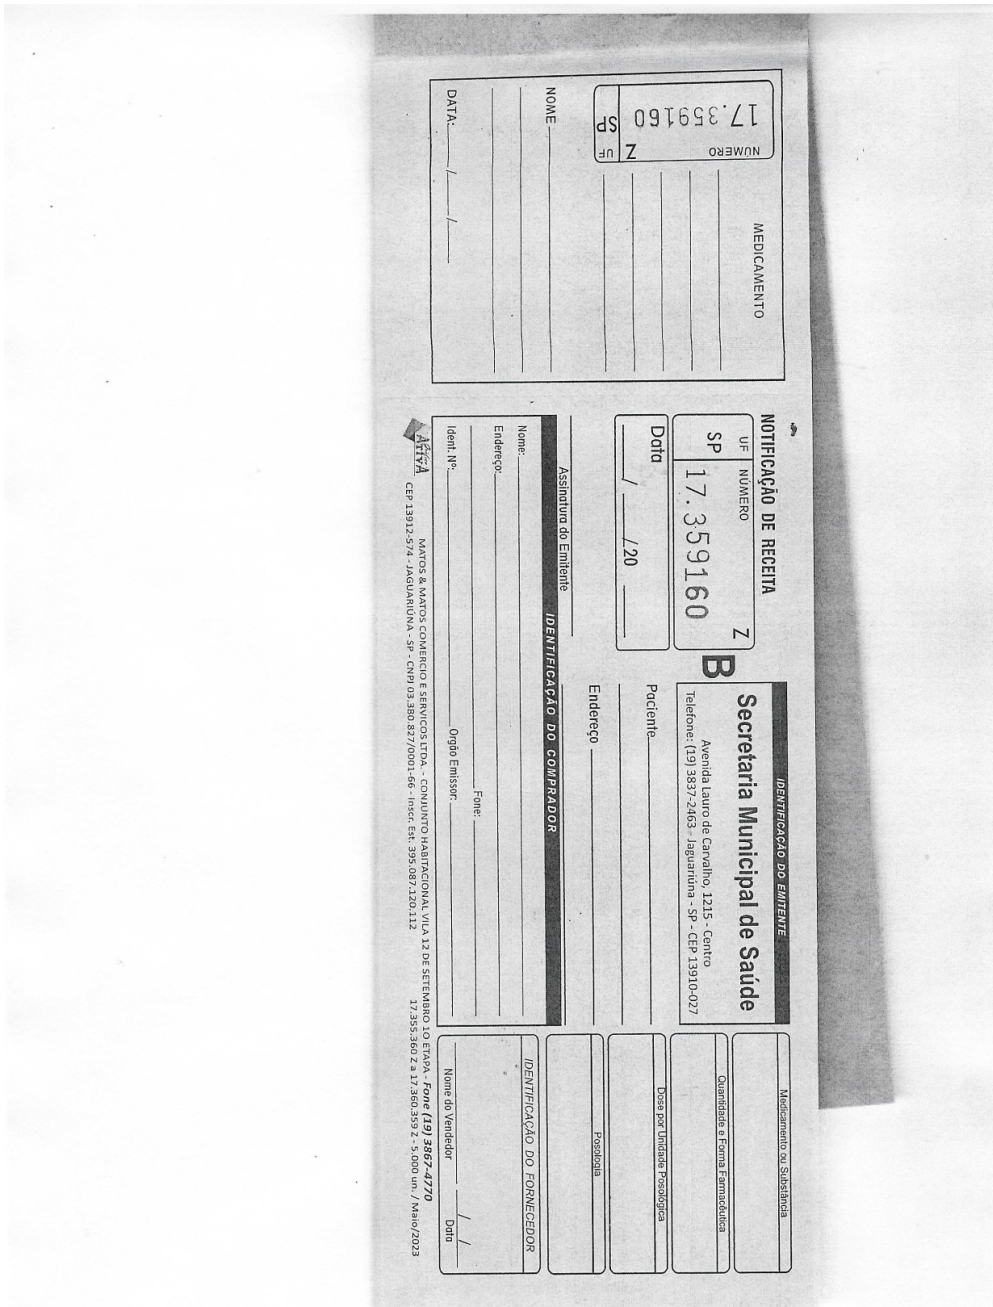 MEDICAMENTO
NÚMERO
Z
UF
17.359160
SP
NOME
DATA: / /
NOTIFICAÇÃO DE RECEITA
UF NÚMERO
SP 17.359160 Z
B
Data / /20
Assinatura do Emitente
IDENTIFICAÇÃO DO EMITENTE
Secretaria Municipal de Saúde
Avenida Lauro de Carvalho, 1215 - Centro
Telefone: (19) 3837-2463 - Jaguariúna - SP - CEP 13910-027
Paciente
Endereço
Medicamento ou Substância
Quantidade e Forma Farmacêutica
Dose por Unidade Posológica
Posologia
IDENTIFICAÇÃO DO COMPRADOR
Nome:
Endereço:
Fone:
Ident. Nº: Orgão Emissor:
IDENTIFICAÇÃO DO FORNECEDOR
/ /
Nome do Vendedor Data
ATIVA
MATOS & MATOS COMERCIO E SERVICOS LTDA. - CONJUNTO HABITACIONAL VILA 12 DE SETEMBRO 1O ETAPA - Fone (19) 3867-4770
CEP 13912-574 - JAGUARIÚNA - SP - CNPJ 03.380.827/0001-66 - Inscr. Est. 395.087.120.112 17.355.360 Z a 17.360.359 Z - 5.000 un. / Maio/2023